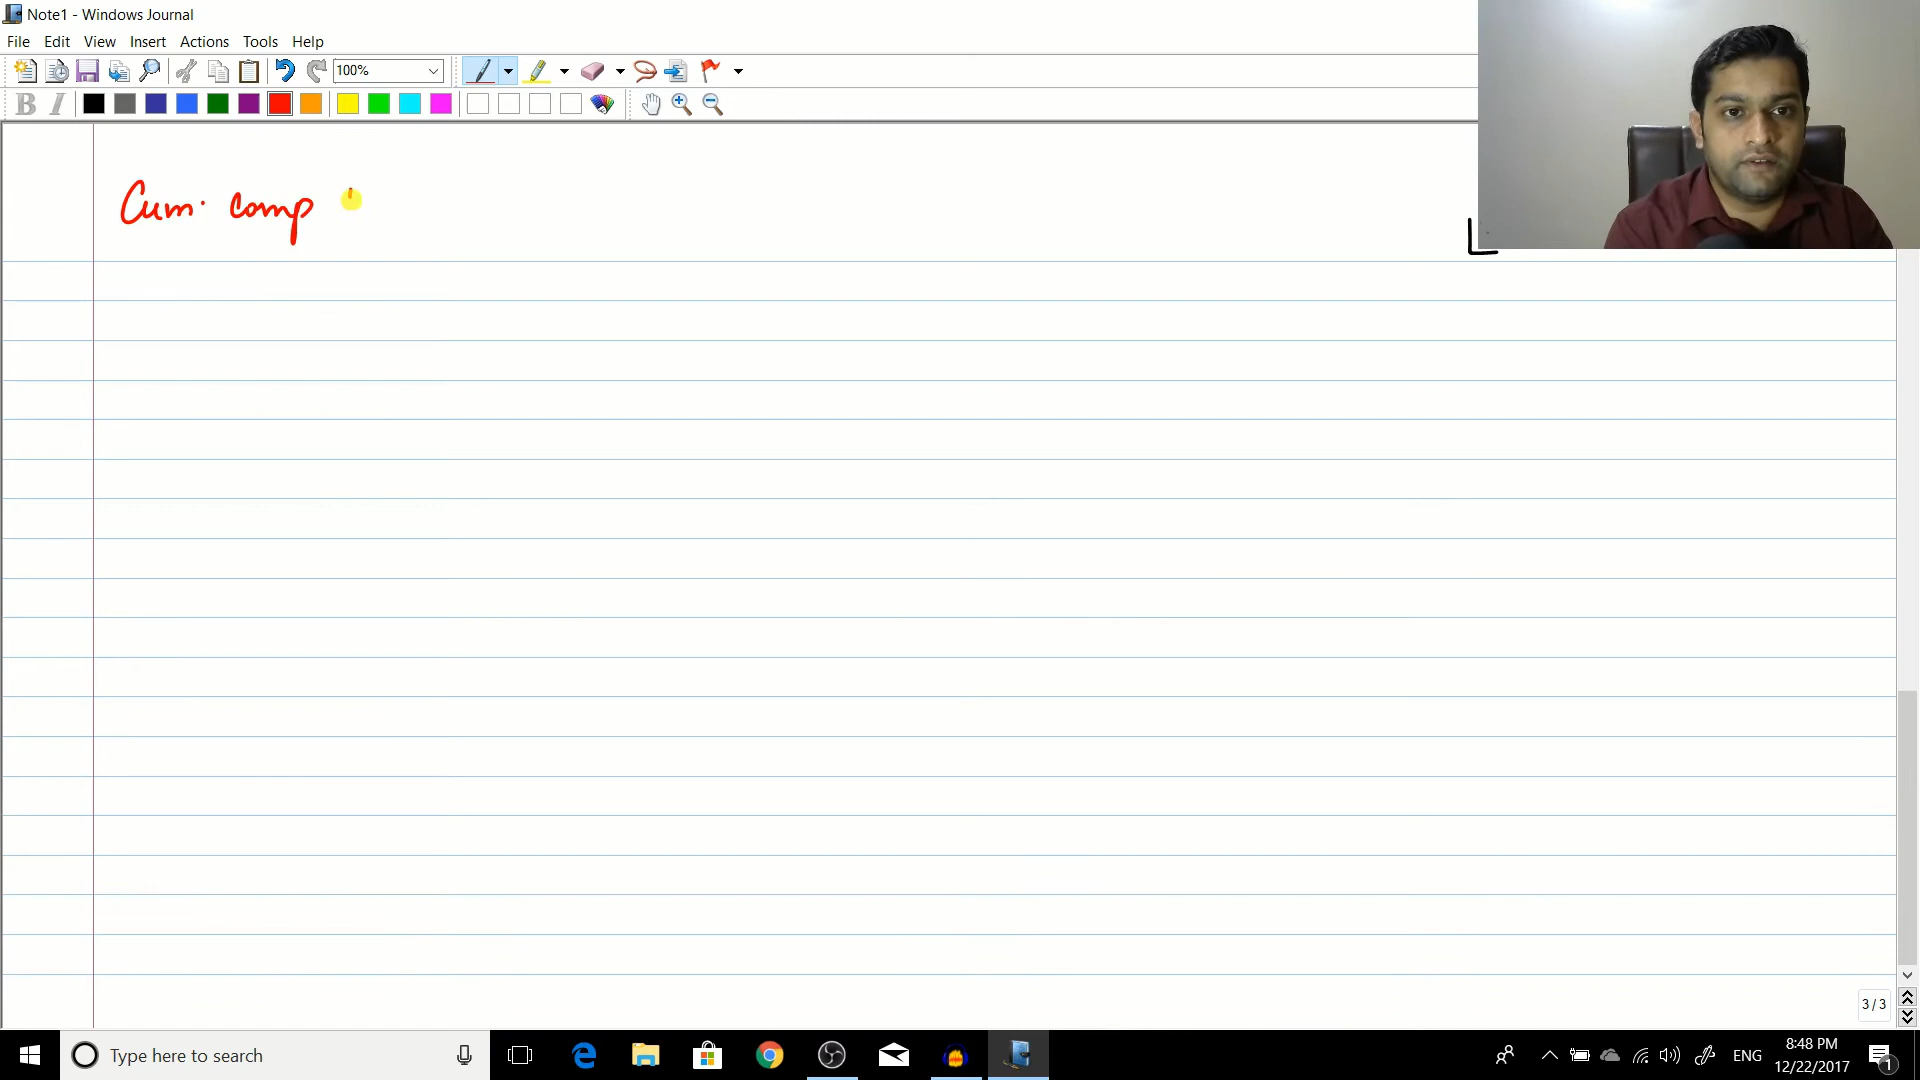 Note1 - Windows Journal
File Edit View Insert Actions Tools Help
100%
B I
Cum. comp
3 / 3
Type here to search
ENG
8:48 PM
12/22/2017
1